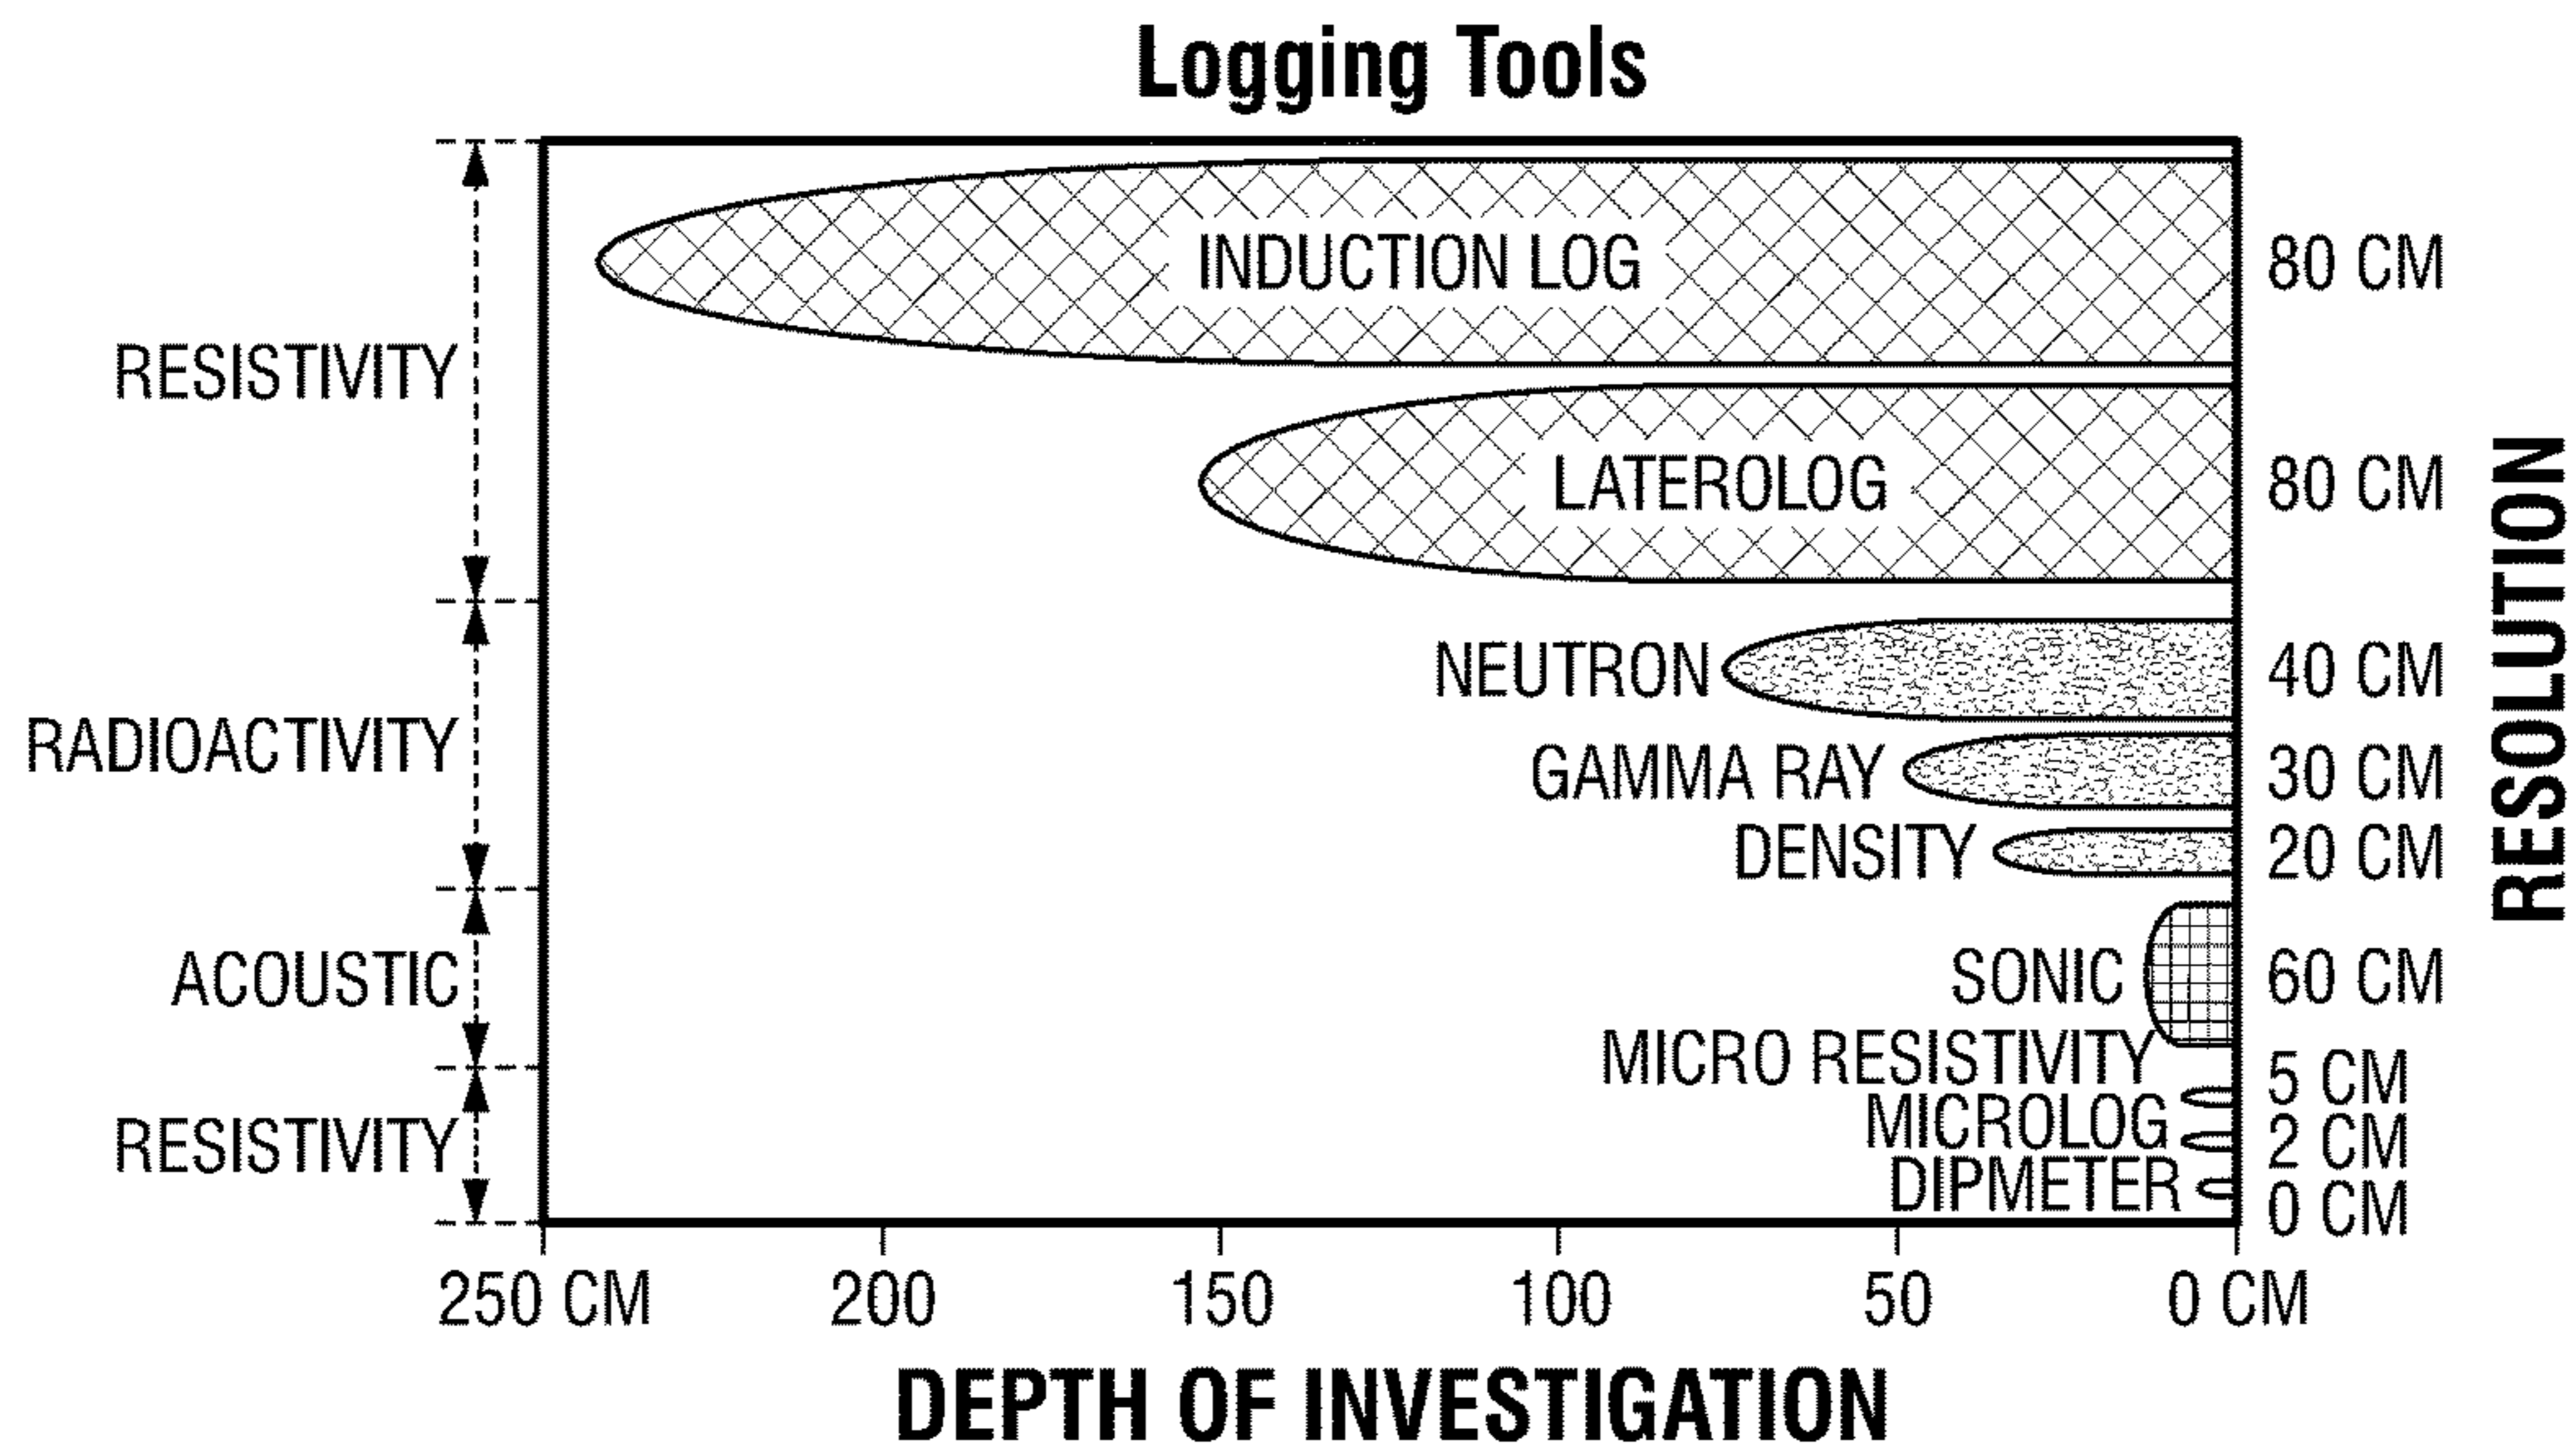 Logging Tools
INDUCTION LOG
80 CM
RESISTIVITY
LATEROLOG
80 CM
NEUTRON
40 CM
RADIOACTIVITY
GAMMA RAY
30 CM
DENSITY
20 CM
ACOUSTIC
SONIC
60 CM
MICRO RESISTIVITY
5 CM
RESISTIVITY
MICROLOG
2 CM
DIPMETER
0 CM
RESOLUTION
250 CM
200
150
100
50
0 CM
DEPTH OF INVESTIGATION